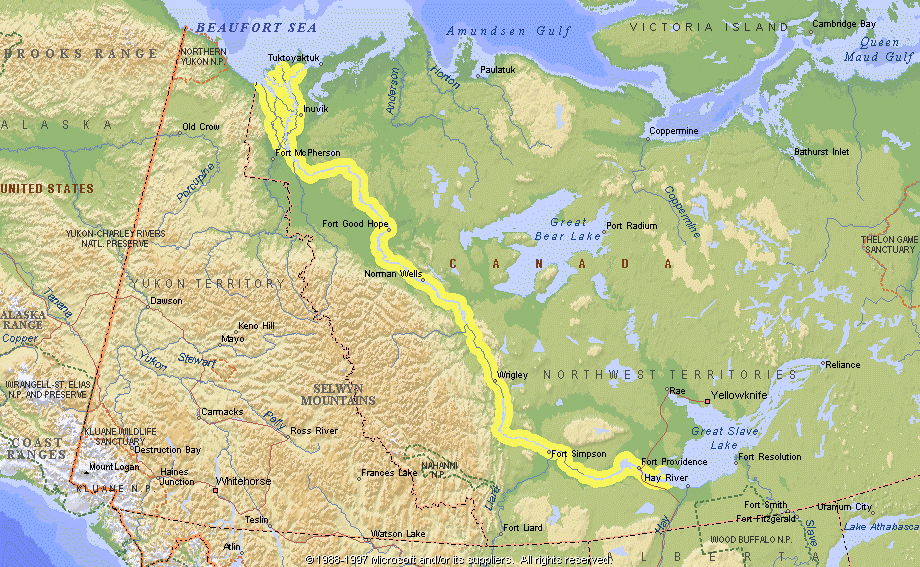 BEAUFORT SEA
Amundsen Gulf
VICTORIA ISLAND
Cambridge Bay
Queen
Maud Gulf
BROOKS RANGE
NORTHERN
YUKON N.P.
Tuktoyaktuk
Paulatuk
Anderson
Horton
Inuvik
ALASKA
Old Crow
Coppermine
Bathurst Inlet
Fort McPherson
Porcupine
UNITED STATES
Coppermine
Fort Good Hope
Great
Bear Lake
Port Radium
YUKON-CHARLEY RIVERS
NATL. PRESERVE
THELON GAME
SANCTUARY
CANADA
Norman Wells
YUKON TERRITORY
Tanana
Dawson
ALASKA
RANGE
Copper
Keno Hill
Mayo
Yukon
Stewart
Wrigley
NORTHWEST TERRITORIES
Reliance
WRANGELL-ST. ELIAS
N.P. AND PRESERVE
SELWYN
MOUNTAINS
Rae
Yellowknife
Carmacks
Pelly
Ross River
KLUANE WILDLIFE
SANCTUARY
Great Slave
Lake
COAST
RANGES
Destruction Bay
Fort Simpson
Fort Providence
Fort Resolution
Mount Logan
Haines
Junction
Frances Lake
NAHANNI
N.P.
Hay River
KLUANE N.P.
Whitehorse
Liard
Fort Smith
Uranium City
Teslin
Fort Liard
Hay
Fort Fitzgerald
Slave
Lake Athabasca
Atlin
Watson Lake
WOOD BUFFALO N.P.
ALBERTA
© 1988-1997 Microsoft and/or its suppliers. All rights reserved.